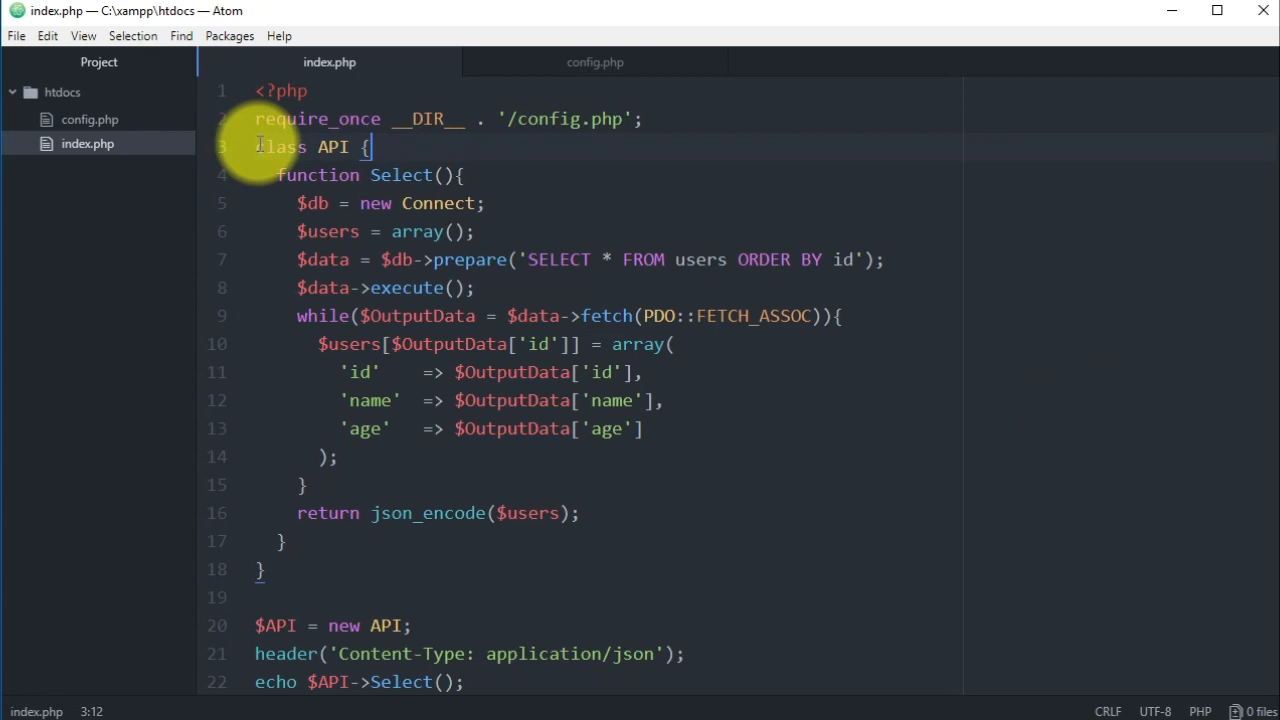 index.php — C:\xampp\htdocs — Atom
File Edit View Selection Find Packages Help
Project
index.php
config.php
htdocs
config.php
index.php
1 <?php
2 require_once __DIR__ . '/config.php';
3 class API {
4   function Select(){
5     $db = new Connect;
6     $users = array();
7     $data = $db->prepare('SELECT * FROM users ORDER BY id');
8     $data->execute();
9     while($OutputData = $data->fetch(PDO::FETCH_ASSOC)){
10       $users[$OutputData['id']] = array(
11         'id'    => $OutputData['id'],
12         'name'  => $OutputData['name'],
13         'age'   => $OutputData['age']
14       );
15     }
16     return json_encode($users);
17   }
18 }
19
20 $API = new API;
21 header('Content-Type: application/json');
22 echo $API->Select();
index.php 3:12 CRLF UTF-8 PHP 0 files